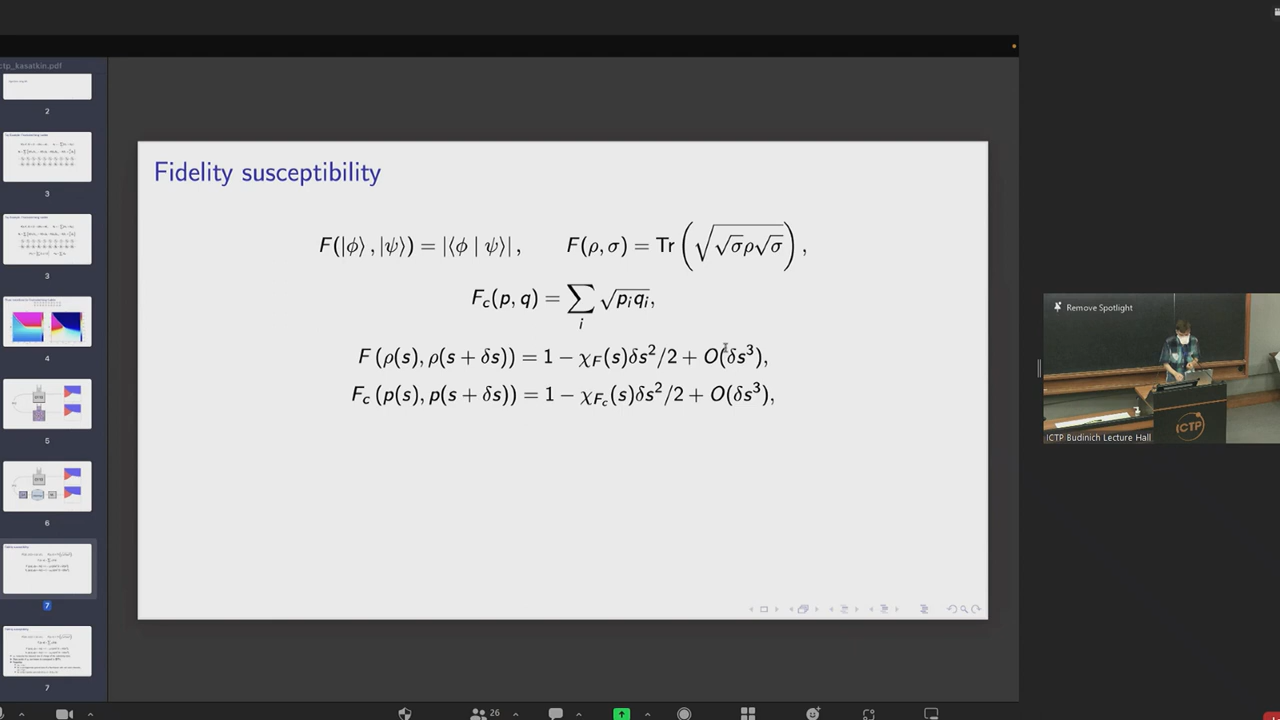 ctp_kasatkin.pdf
2
3
3
4
5
6
7
7
Fidelity susceptibility
F(|ϕ⟩, |ψ⟩) = |⟨ϕ | ψ⟩|, F(ρ, σ) = Tr (√(√σρ√σ)),
F_c(p, q) = ∑_i √(p_i q_i),
F (ρ(s), ρ(s + δs)) = 1 − χ_F(s)δs²/2 + O(δs³),
F_c (p(s), p(s + δs)) = 1 − χ_{F_c}(s)δs²/2 + O(δs³),
Remove Spotlight
ICTP
ICTP Budinich Lecture Hall
26